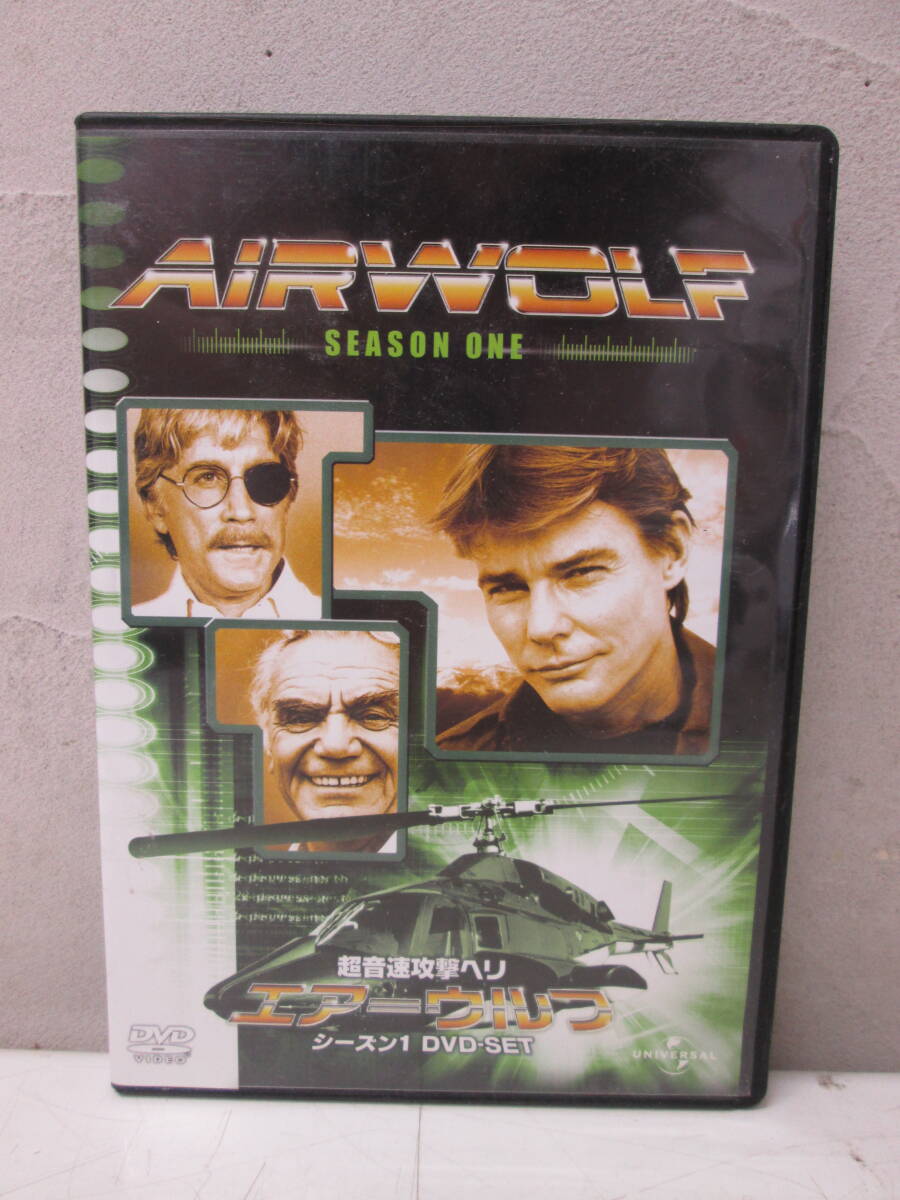 AIRWOLF
SEASON ONE
超音速攻撃ヘリ
エアーウルフ
シーズン1 DVD-SET
DVD
VIDEO
UNIVERSAL